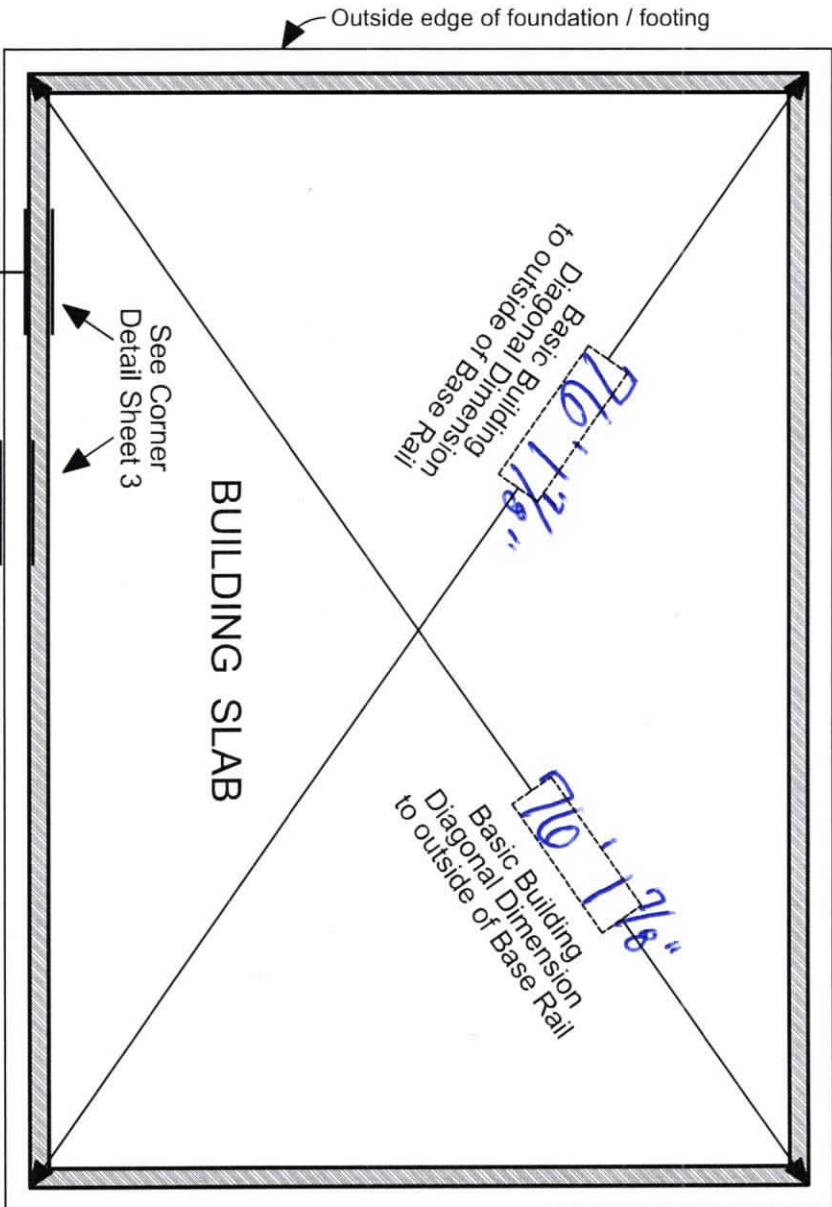 Outside edge of foundation / footing
Basic Building
Diagonal Dimension
to outside of Base Rail
76' 1 7/8"
76' 1 7/8"
Basic Building
Diagonal Dimension
to outside of Base Rail
See Corner
Detail Sheet 3
BUILDING SLAB